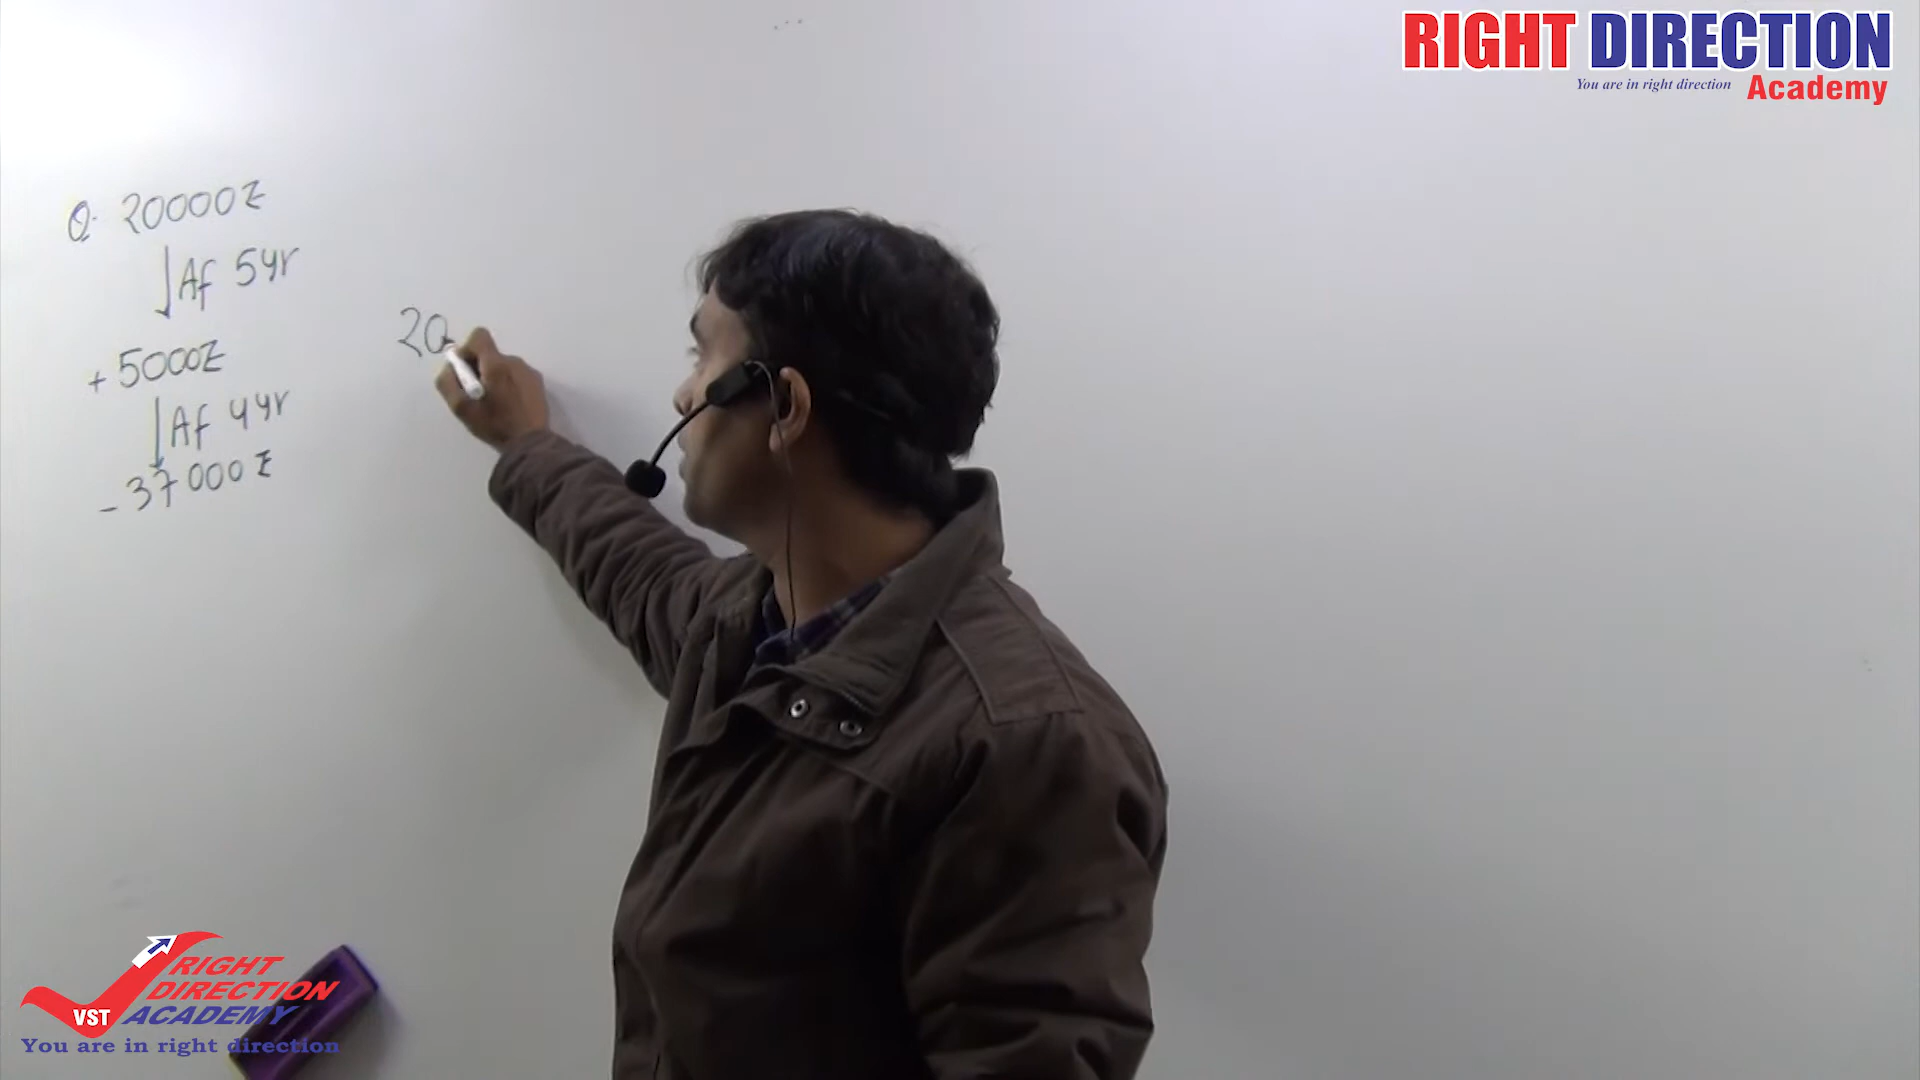 RIGHT DIRECTION
You are in right direction Academy
Q. 20000₹
Af 5yr
+ 5000₹
Af 4yr
- 37000₹
20
RIGHT
DIRECTION
VST ACADEMY
You are in right direction